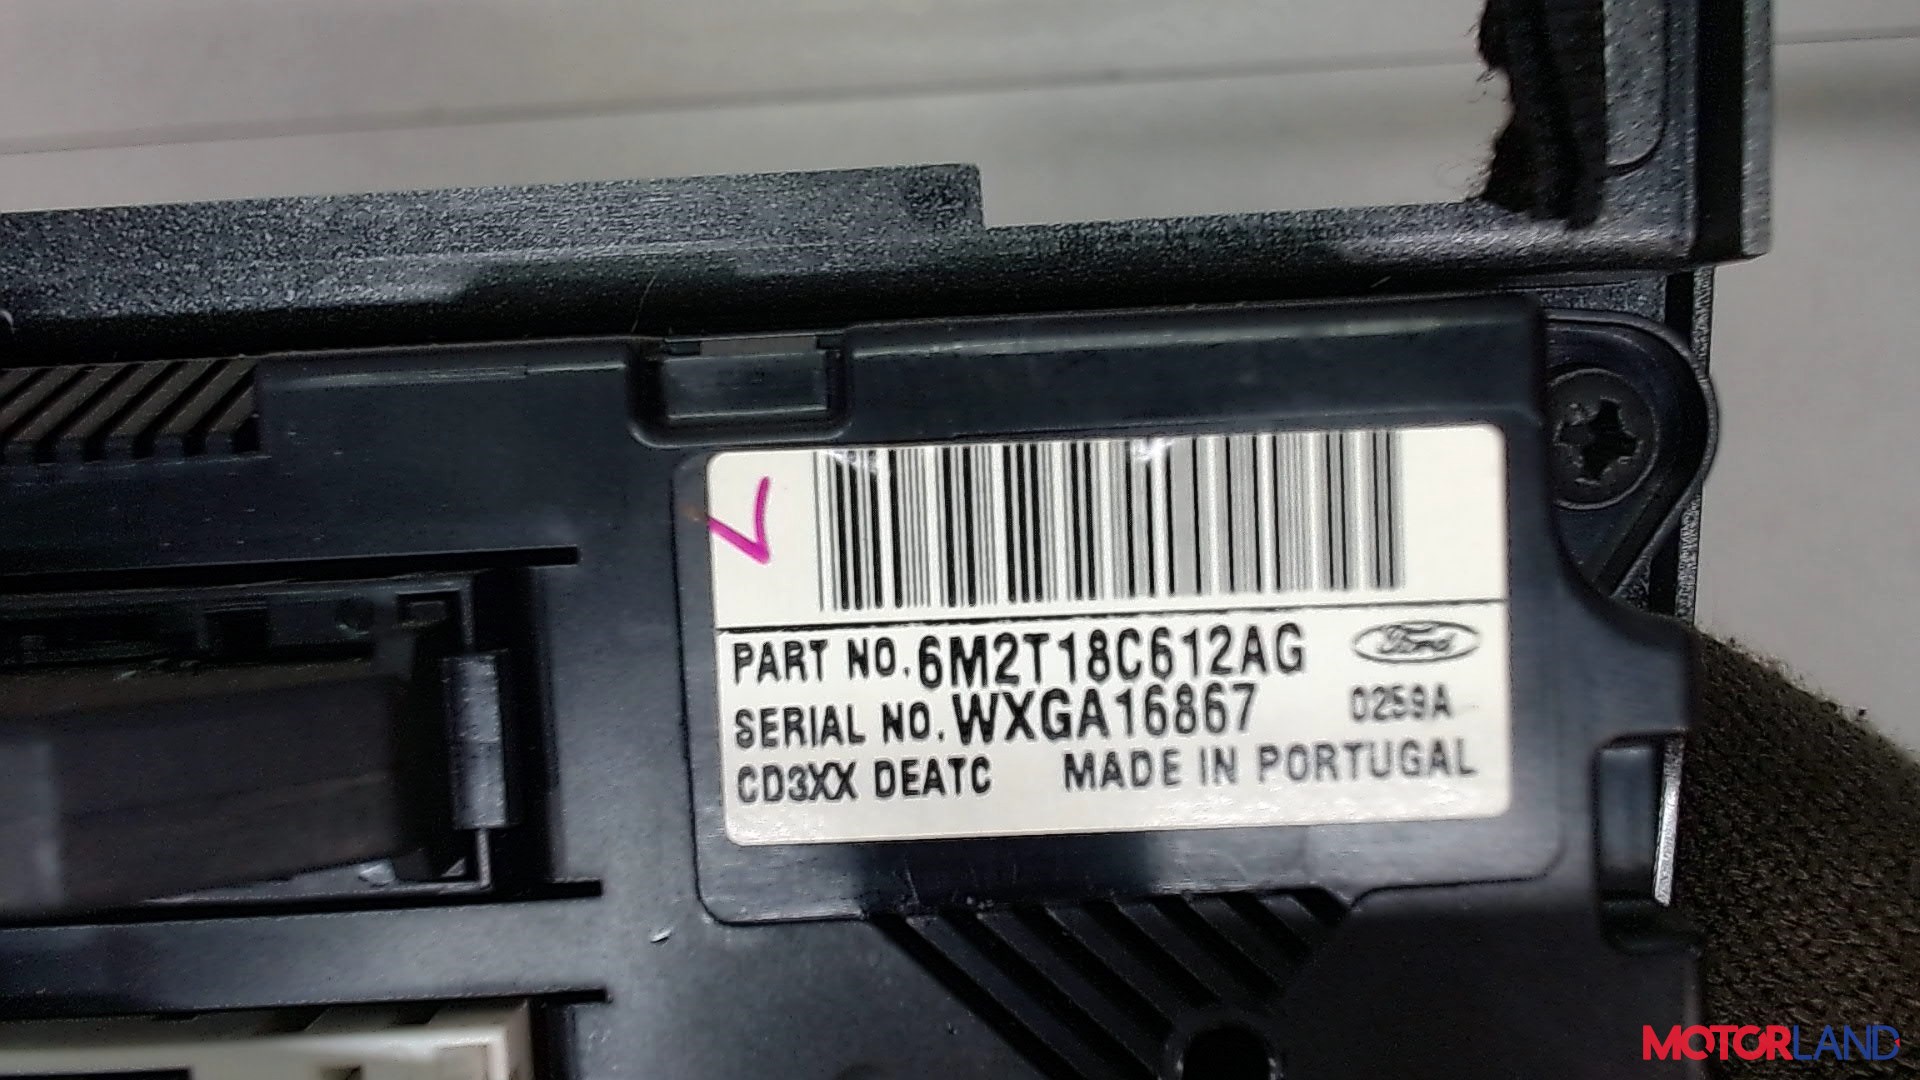 PART NO. 6M2T18C612AG Ford
SERIAL NO. WXGA16867 0259A
CD3XX DEATC MADE IN PORTUGAL
MOTORLAND